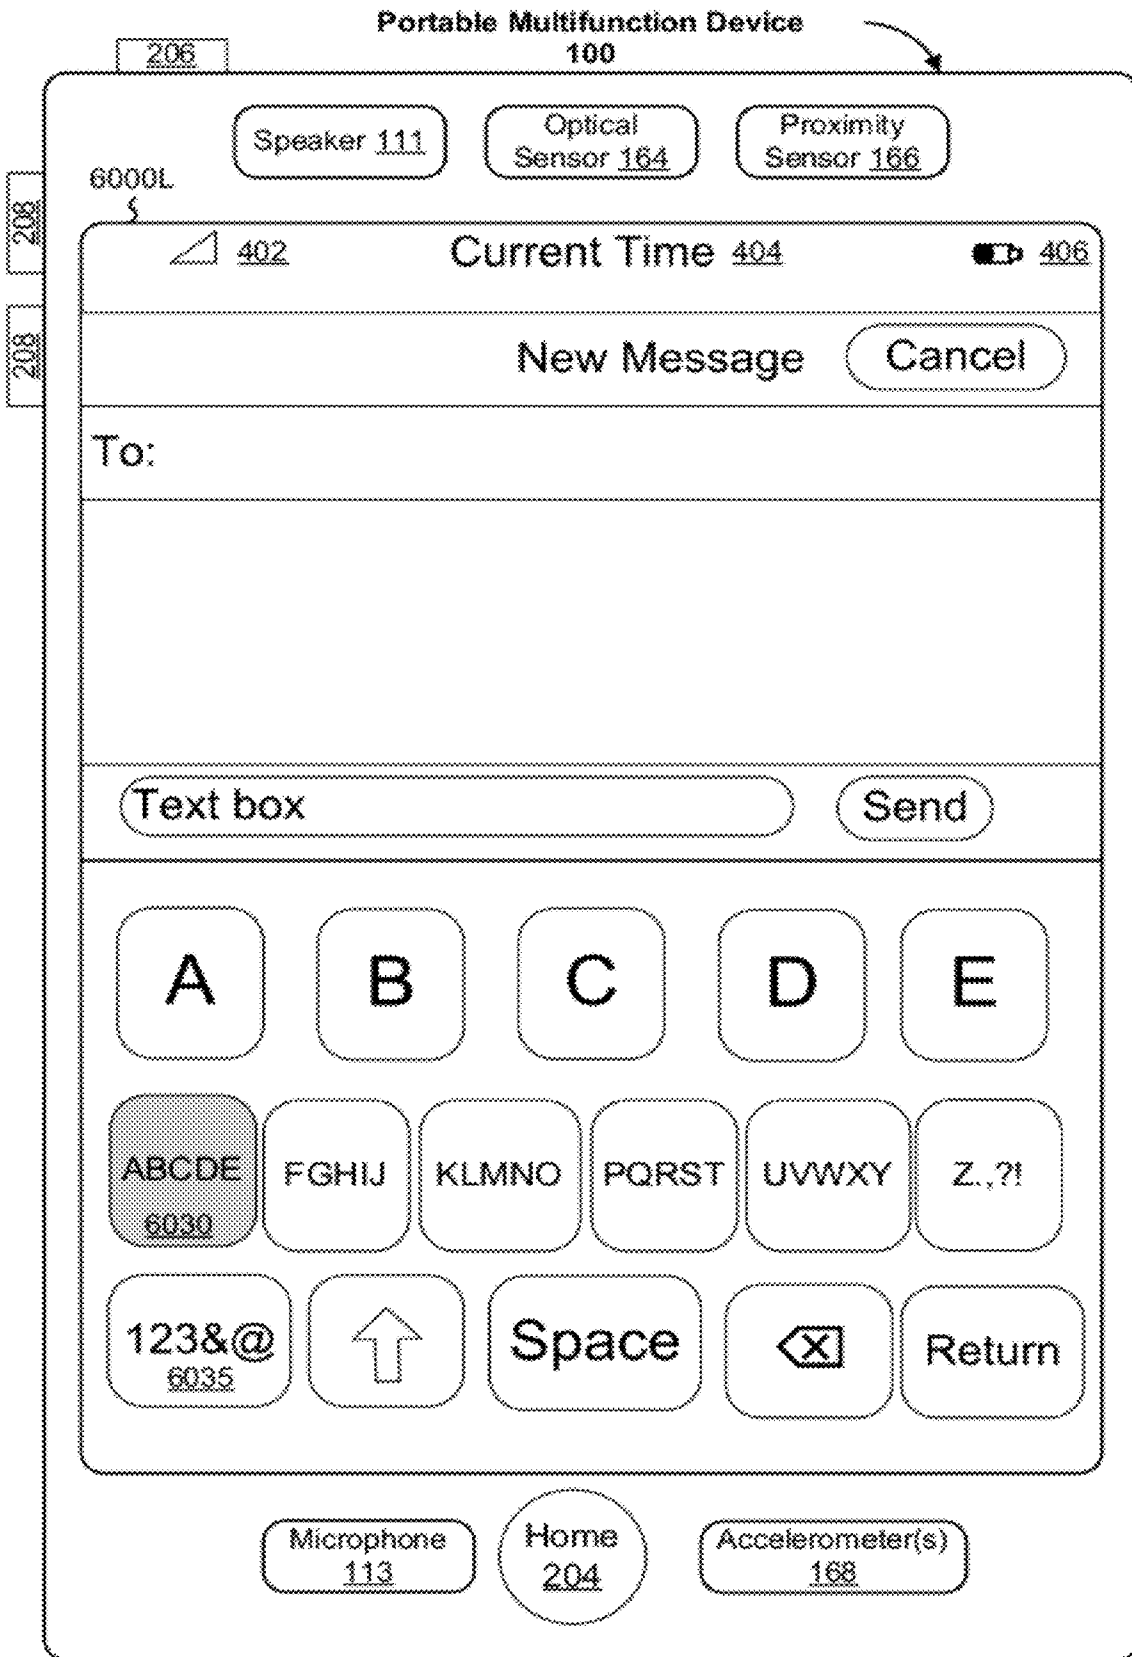 Portable Multifunction Device
100
206
Speaker 111
Optical
Sensor 164
Proximity
Sensor 166
6000L
208
208
402
Current Time 404
406
New Message
Cancel
To:
Text box
Send
A
B
C
D
E
ABCDE
6030
FGHIJ
KLMNO
PQRST
UVWXY
Z.,?!
123&@
6035
Space
Return
Microphone
113
Home
204
Accelerometer(s)
168